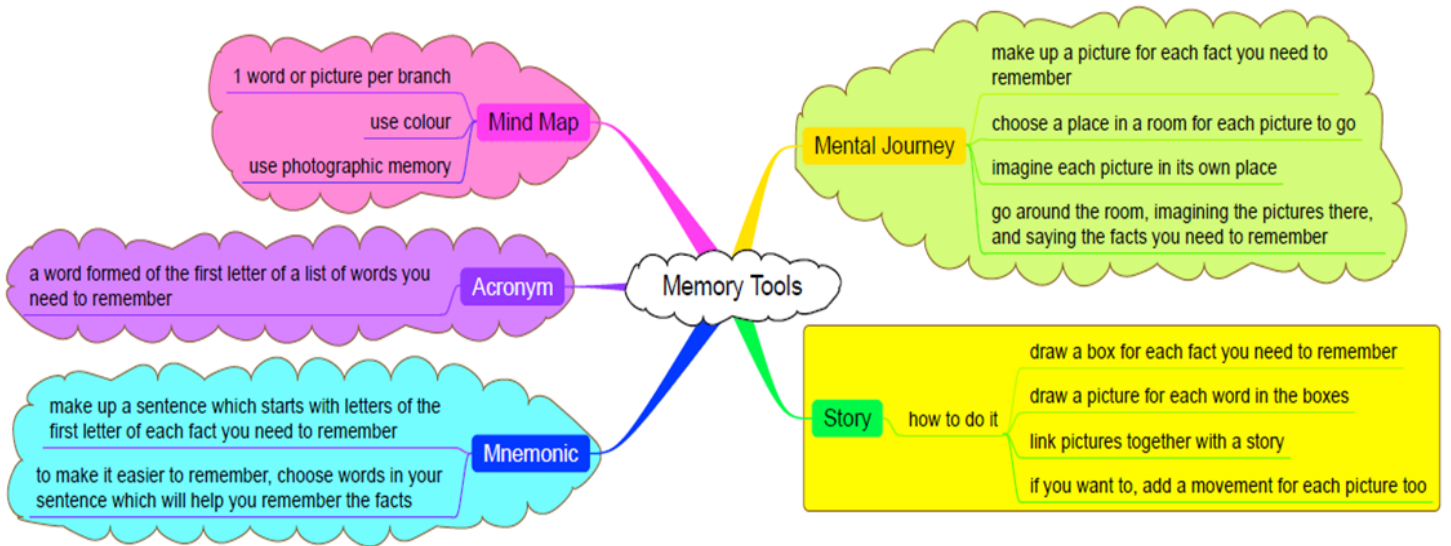 Memory Tools
Mind Map
1 word or picture per branch
use colour
use photographic memory
Acronym
a word formed of the first letter of a list of words you
need to remember
Mnemonic
make up a sentence which starts with letters of the
first letter of each fact you need to remember
to make it easier to remember, choose words in your
sentence which will help you remember the facts
Mental Journey
make up a picture for each fact you need to
remember
choose a place in a room for each picture to go
imagine each picture in its own place
go around the room, imagining the pictures there,
and saying the facts you need to remember
Story
how to do it
draw a box for each fact you need to remember
draw a picture for each word in the boxes
link pictures together with a story
if you want to, add a movement for each picture too